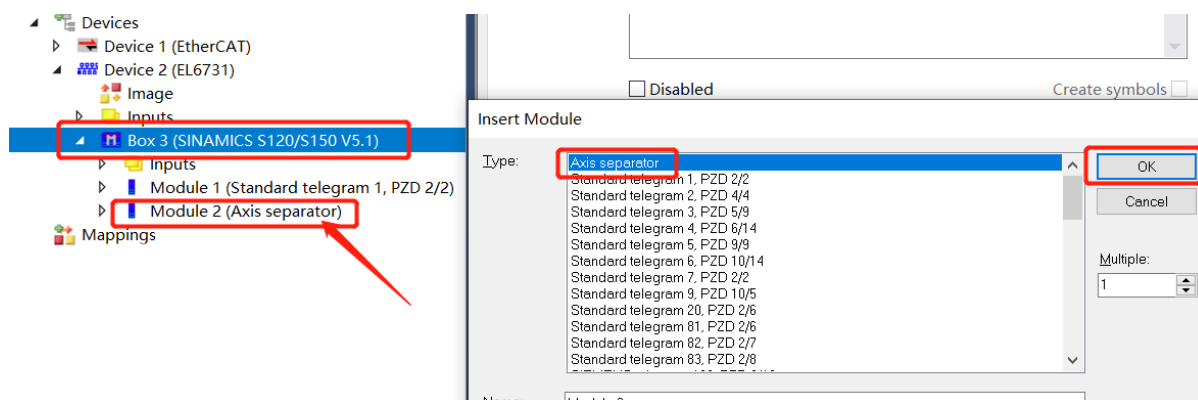 Devices
Device 1 (EtherCAT)
Device 2 (EL6731)
Image
Inputs
Box 3 (SINAMICS S120/S150 V5.1)
Inputs
Module 1 (Standard telegram 1, PZD 2/2)
Module 2 (Axis separator)
Mappings
Disabled
Create symbols
Insert Module
Type:
Axis separator
Standard telegram 1, PZD 2/2
Standard telegram 2, PZD 4/4
Standard telegram 3, PZD 5/9
Standard telegram 4, PZD 6/14
Standard telegram 5, PZD 9/9
Standard telegram 6, PZD 10/14
Standard telegram 7, PZD 2/2
Standard telegram 9, PZD 10/5
Standard telegram 20, PZD 2/6
Standard telegram 81, PZD 2/6
Standard telegram 82, PZD 2/7
Standard telegram 83, PZD 2/8
OK
Cancel
Multiple:
1